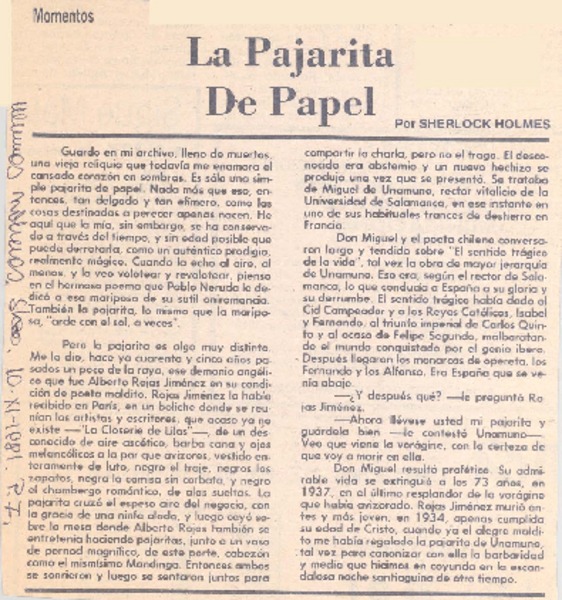 Momentos
La Pajarita
De Papel
Por SHERLOCK HOLMES
Guardo en mi archivo, lleno de muertos,
una vieja reliquia que todavía me enamora el
cansado corazón en sombras. Es sólo una sim-
ple pajarita de papel. Nada más que eso, en-
tonces, tan delgado y tan efímero, como las
cosas destinadas a perecer apenas nacen. He
aquí que la mía, sin embargo, se ha conserva-
do a través del tiempo, y sin edad posible que
pueda derrotarla, como un auténtico prodigio,
realmente mágico. Cuando la echo al aire, al
menos, y la veo volotear y revolotear, pienso
en el hermoso poema que Pablo Neruda le de-
dicó a esa mariposa de su sutil onironancia.
También la pajarita, lo mismo que la maripo-
sa, "arde con el sol, a veces".
Pero la pajarita es algo muy distinta.
Me la dio, hace ya cuarenta y cinco años pa-
sados un poco de la raya, ese demonio angéli-
co que fue Alberto Rojas Jiménez en su condi-
ción de poeta maldito. Rojas Jiménez la había
recibido en París, en un boliche donde se reu-
nían los artistas y escritores, que acaso ya no
existe —"La Closerie de Lilas"—, de un des-
conocido de aire ascético, barba cana y ojos
melancólicos a la par que avizores, vestido en-
teramente de luto, negro el traje, negros los
zapatos, negra la camisa sin corbata, y negro
el chambergo romántico, de alas sueltas. La
pajarita cruzó el espeso aire del negocio, con
la gracia de una ninfa alada, y luego cayó so-
bre la mesa donde Alberto Rojas también se
entretenía haciendo pajaritas, junto a un vaso
de pernod magnífico, de este porte, cabezón
como el mismísimo Mandinga. Entonces ambos
se sonrieron y luego se sentaron juntos para
compartir la charla, pero no el trago. El desco-
nocido era abstemio y un nuevo hechizo se
produjo una vez que se presentó. Se trataba
de Miguel de Unamuno, rector vitalicio de la
Universidad de Salamanca, en ese instante en
uno de sus habituales trances de destierro en
Francia.
Don Miguel y el poeta chileno conversa-
ron largo y tendido sobre "El sentido trágico
de la vida", tal vez la obra de mayor jerarquía
de Unamuno. Eso era, según el rector de Sala-
manca, lo que conducía a España a su gloria y
su derrumbe. El sentido trágico había dado al
Cid Campeador y a los Reyes Católicos, Isabel
y Fernando, al triunfo imperial de Carlos Quin-
to y al ocaso de Felipe Segundo, malbaratan-
do el mundo conquistado por el genio ibero.
Después llegaron los monarcas de opereta, los
Fernando y los Alfonso. Era España que se ve-
nía abajo.
—¿Y después qué? —le preguntó Ro-
jas Jiménez.
—Ahora llévese usted mi pajarita y
guárdela bien —le contestó Unamuno—.
Veo que viene la vorágine, con la certeza de
que voy a morir en ella.
Don Miguel resultó profético. Su admi-
rable vida se extinguió a los 73 años, en
1937, en el último resplandor de la vorágine
que había avizorado. Rojas Jiménez murió an-
tes y más joven, en 1934, apenas cumplida
su edad de Cristo, cuando ya el alegre maldi-
to me había regalado la pajarita de Unamuno,
tal vez para canonizar con ella la barbaridad
y media que hicimos en coyunda en la escan-
dalosa noche santiaguina de otro tiempo.
Stgo, 10-XI-1981. P. 7,